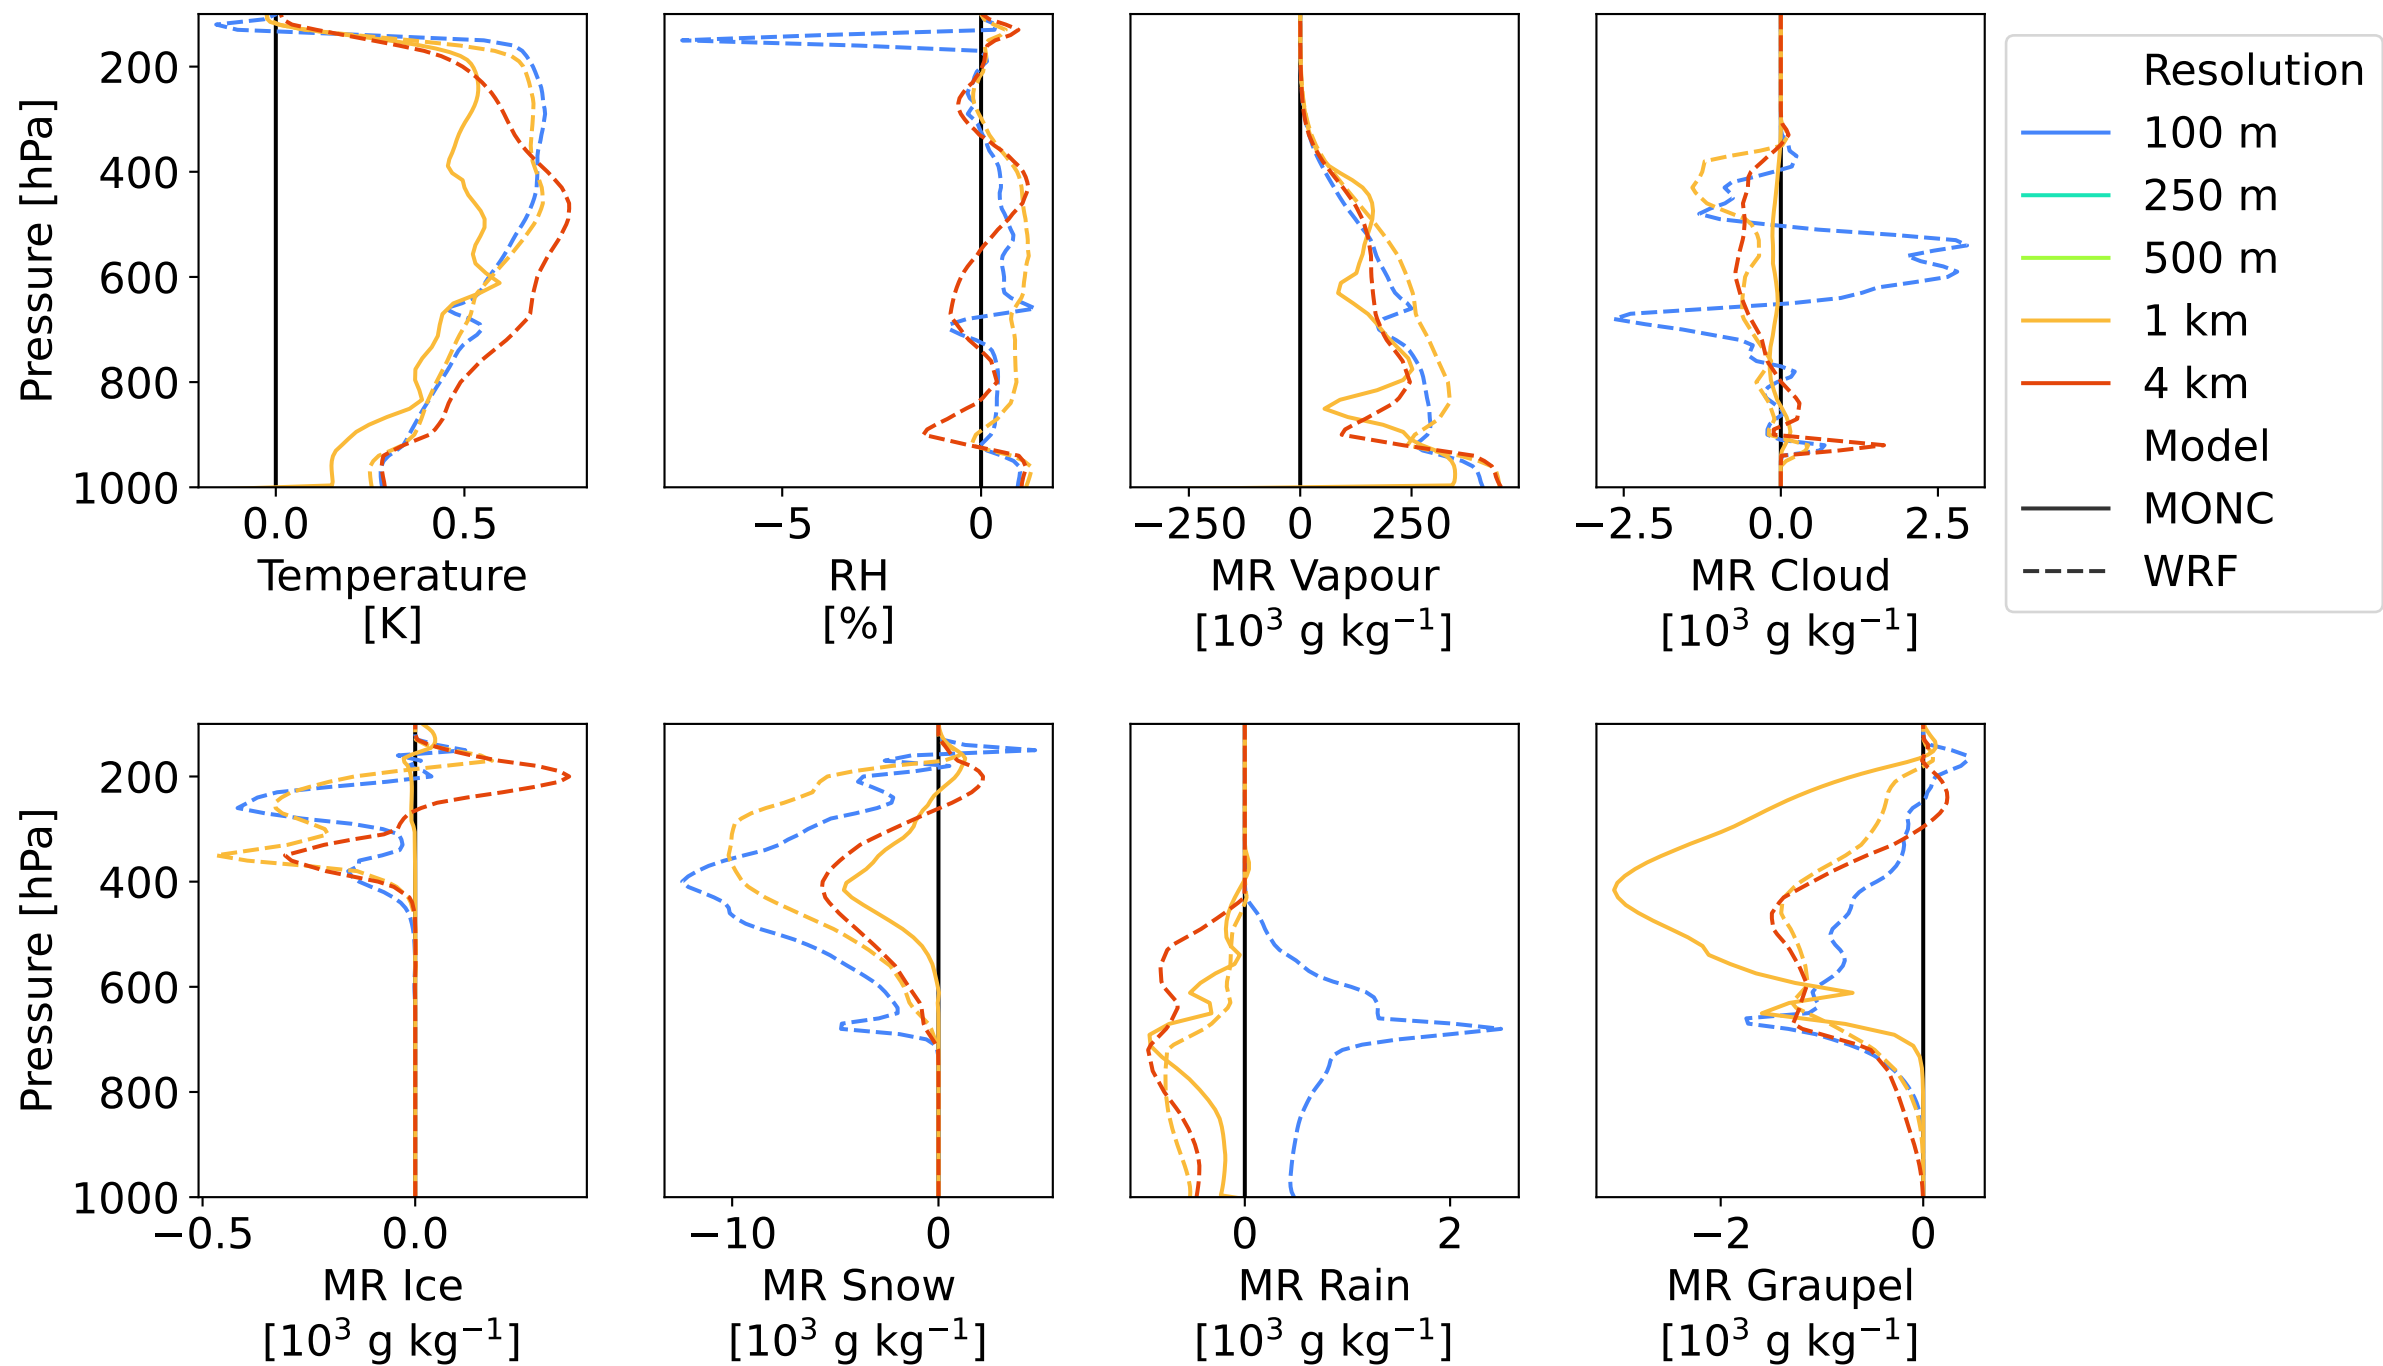 200
400
600
800
1000
Pressure [hPa]
0.0 0.5
Temperature
[K]
−5 0
RH
[%]
−250 0 250
MR Vapour
[10³ g kg⁻¹]
−2.5 0.0 2.5
MR Cloud
[10³ g kg⁻¹]
Resolution
100 m
250 m
500 m
1 km
4 km
Model
MONC
WRF
200
400
600
800
1000
Pressure [hPa]
−0.5 0.0
MR Ice
[10³ g kg⁻¹]
−10 0
MR Snow
[10³ g kg⁻¹]
0 2
MR Rain
[10³ g kg⁻¹]
−2 0
MR Graupel
[10³ g kg⁻¹]